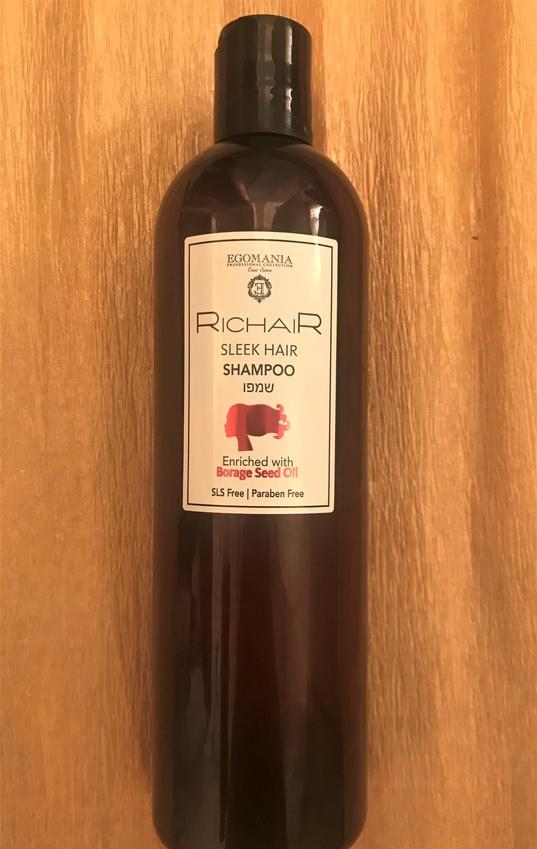 EGOMANIA
PROFESSIONAL COLLECTION
RICHAIR
SLEEK HAIR
SHAMPOO
שמפו
Enriched with
Borage Seed Oil
SLS Free | Paraben Free